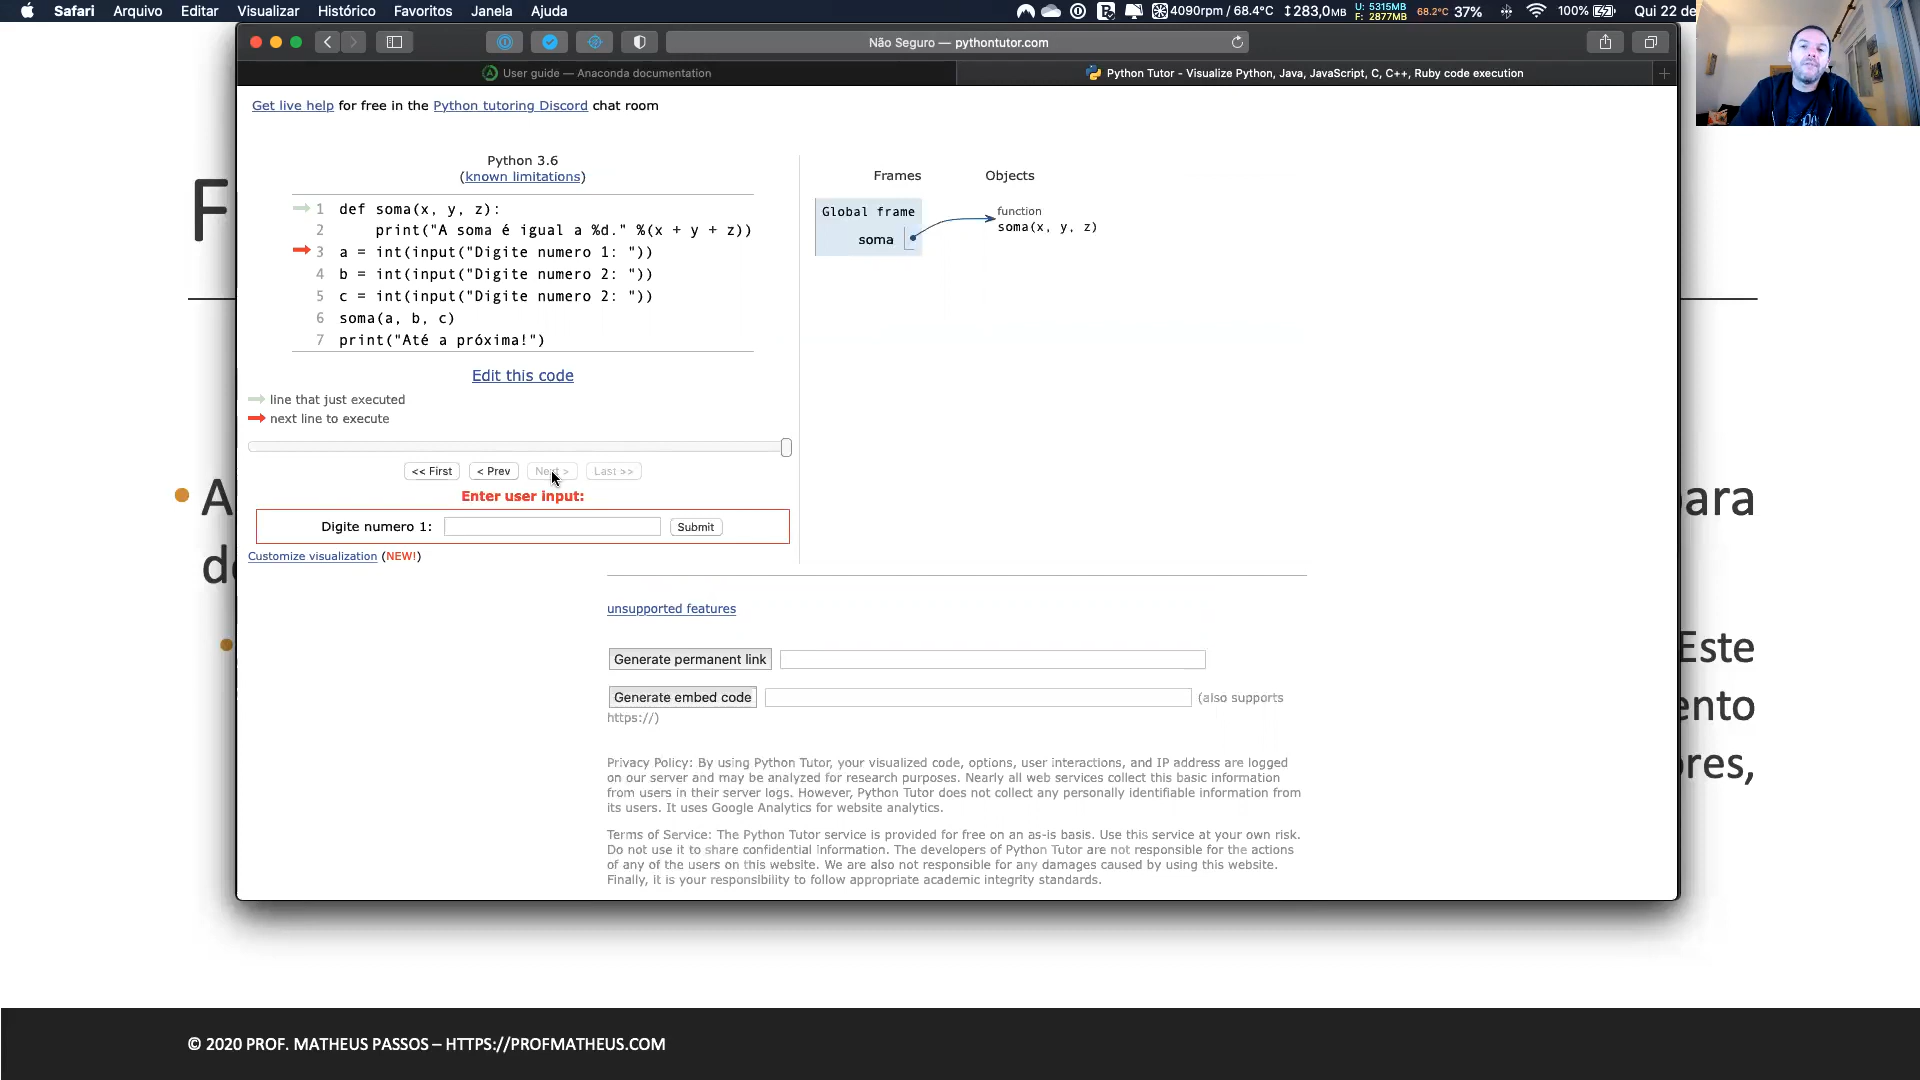 Safari Arquivo Editar Visualizar Histórico Favoritos Janela Ajuda 4090rpm / 68.4°C 283,0MB U: 5315MB F: 2877MB 68.2°C 37% 100% Qui 22 de
Não Seguro — pythontutor.com
User guide — Anaconda documentation
Python Tutor - Visualize Python, Java, JavaScript, C, C++, Ruby code execution
Get live help for free in the Python tutoring Discord chat room
Python 3.6
(known limitations)
1 def soma(x, y, z):
2 print("A soma é igual a %d." %(x + y + z))
3 a = int(input("Digite numero 1: "))
4 b = int(input("Digite numero 2: "))
5 c = int(input("Digite numero 2: "))
6 soma(a, b, c)
7 print("Até a próxima!")
Edit this code
line that just executed
next line to execute
<< First < Prev Next > Last >>
Enter user input:
Digite numero 1: Submit
Customize visualization (NEW!)
Frames Objects
Global frame
soma
function
soma(x, y, z)
unsupported features
Generate permanent link
Generate embed code (also supports
https://)
Privacy Policy: By using Python Tutor, your visualized code, options, user interactions, and IP address are logged
on our server and may be analyzed for research purposes. Nearly all web services collect this basic information
from users in their server logs. However, Python Tutor does not collect any personally identifiable information from
its users. It uses Google Analytics for website analytics.
Terms of Service: The Python Tutor service is provided for free on an as-is basis. Use this service at your own risk.
Do not use it to share confidential information. The developers of Python Tutor are not responsible for the actions
of any of the users on this website. We are also not responsible for any damages caused by using this website.
Finally, it is your responsibility to follow appropriate academic integrity standards.
F
A
para
de
Este
ento
ores,
© 2020 PROF. MATHEUS PASSOS – HTTPS://PROFMATHEUS.COM